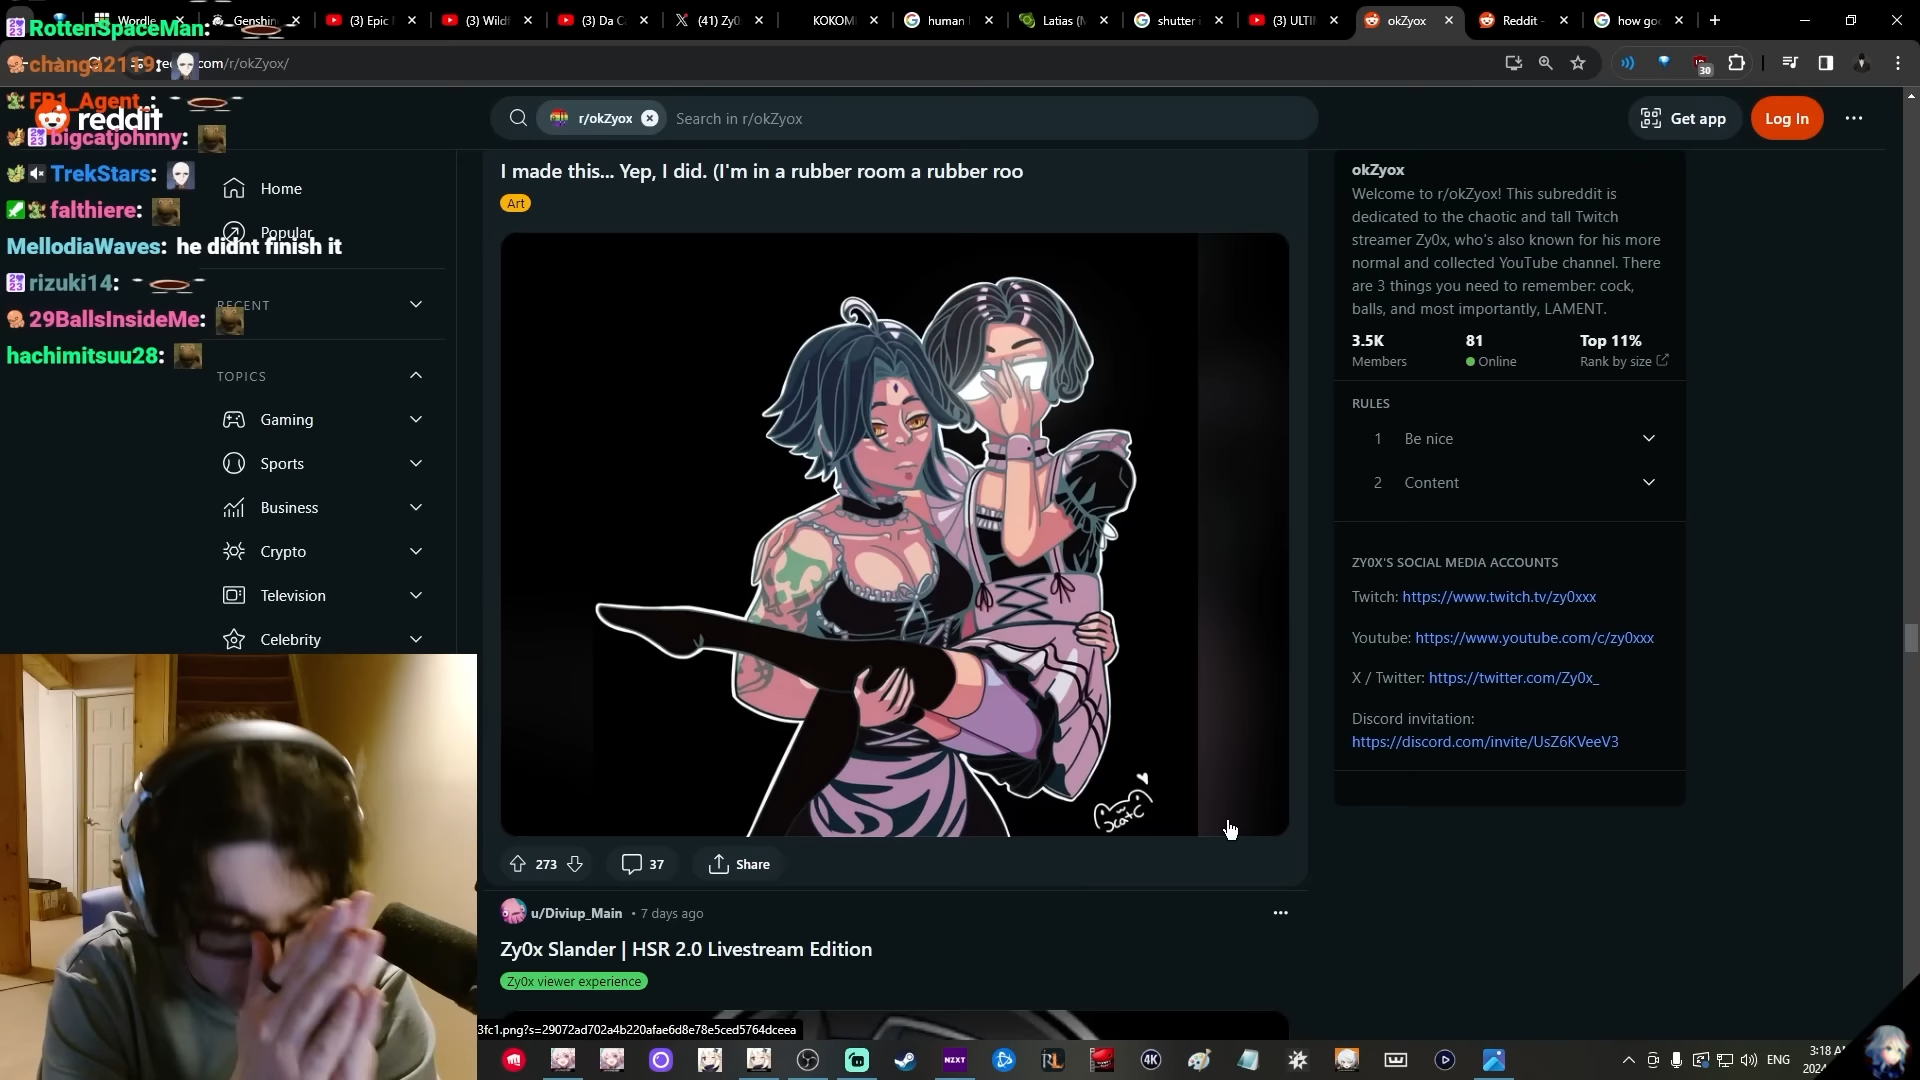 Wordle
Genshin
(3) Epic
(3) Wildf
(3) Da C
(41) Zy0
KOKOM
human
Latias (M
shutter i
(3) ULTI
okZyox
Reddit -
how go
RottenSpaceMan:
changa2119:
com/r/okZyox/
30
FB1_Agent_:
reddit
r/okZyox
Search in r/okZyox
Get app
Log In
bigcatjohnny:
TrekStars:
falthiere:
MellodiaWaves: he didnt finish it
rizuki14:
29BallsInsideMe:
hachimitsuu28:
Home
Popular
RECENT
TOPICS
Gaming
Sports
Business
Crypto
Television
Celebrity
I made this... Yep, I did. (I'm in a rubber room a rubber roo
Art
273
37
Share
u/Diviup_Main • 7 days ago
Zy0x Slander | HSR 2.0 Livestream Edition
Zy0x viewer experience
okZyox
Welcome to r/okZyox! This subreddit is
dedicated to the chaotic and tall Twitch
streamer Zy0x, who's also known for his more
normal and collected YouTube channel. There
are 3 things you need to remember: cock,
balls, and most importantly, LAMENT.
3.5K
81
Top 11%
Members
Online
Rank by size
RULES
1 Be nice
2 Content
ZY0X'S SOCIAL MEDIA ACCOUNTS
Twitch: https://www.twitch.tv/zy0xxx
Youtube: https://www.youtube.com/c/zy0xxx
X / Twitter: https://twitter.com/Zy0x_
Discord invitation:
https://discord.com/invite/UsZ6KVeeV3
3fc1.png?s=29072ad702a4b220afae6d8e78e5ced5764dceea
NZXT
RL
4K
ENG
3:18